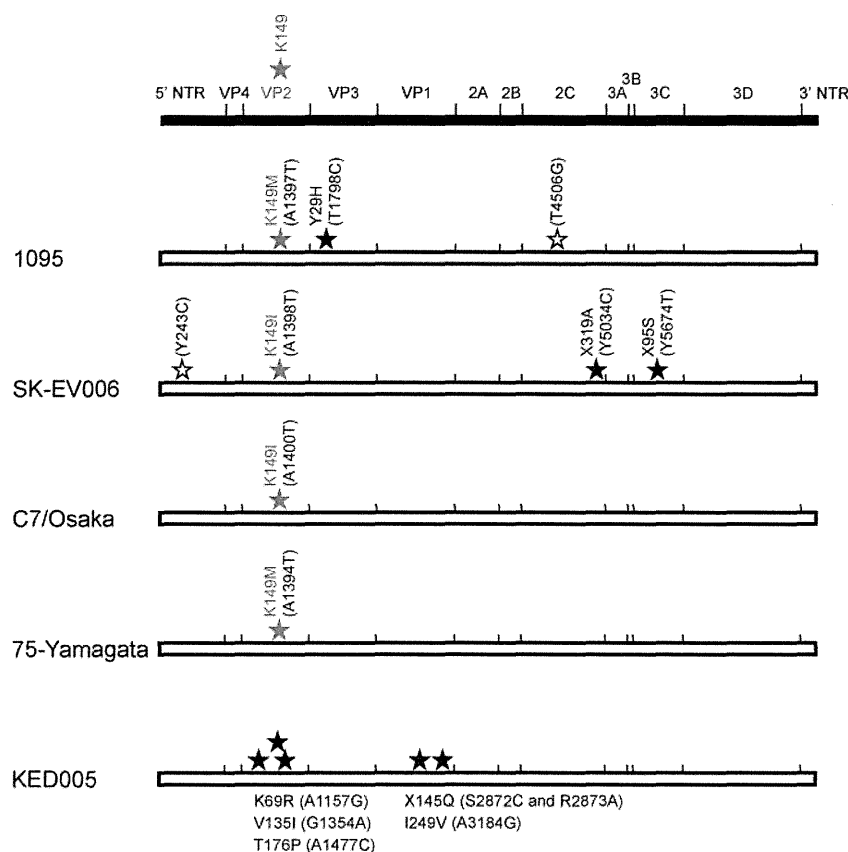 K149
5' NTR VP4 VP2 VP3 VP1 2A 2B 2C 3A 3B 3C 3D 3' NTR
K149M
(A1397T)
Y29H
(T1798C)
(T4506G)
1095
(Y243C)
K149I
(A1398T)
X319A
(Y5034C)
X95S
(Y5674T)
SK-EV006
K149I
(A1400T)
C7/Osaka
K149M
(A1394T)
75-Yamagata
KED005
K69R (A1157G) X145Q (S2872C and R2873A)
V135I (G1354A) I249V (A3184G)
T176P (A1477C)